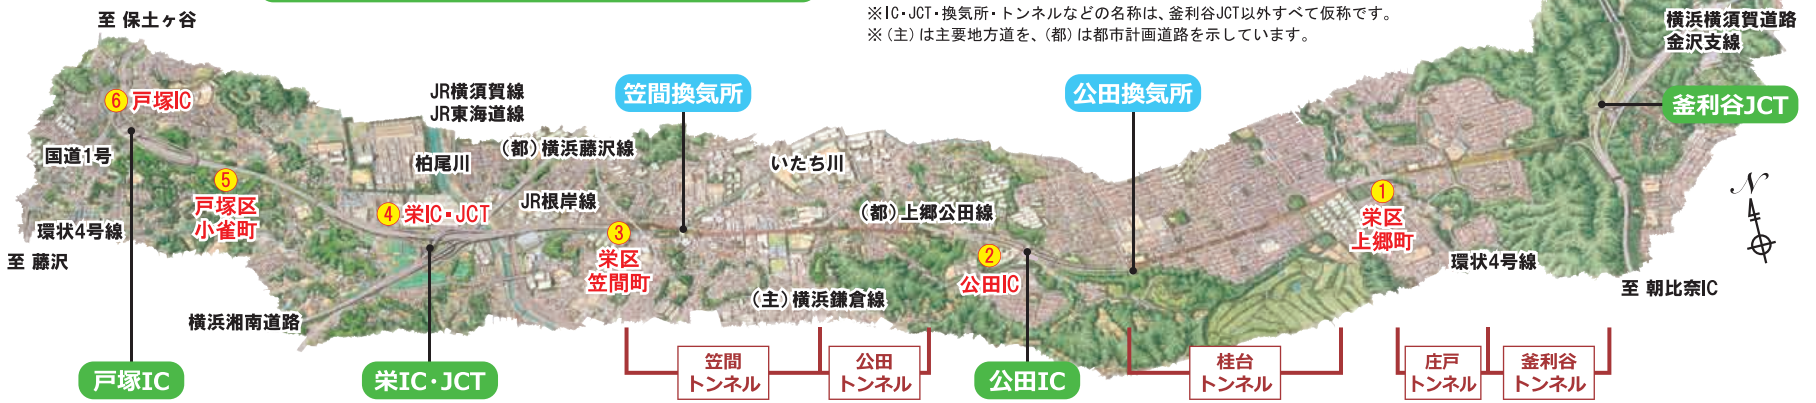 ※IC・JCT・換気所・トンネルなどの名称は、釜利谷JCT以外すべて仮称です。
※（主）は主要地方道を、（都）は都市計画道路を示しています。
至 保土ヶ谷
横浜横須賀道路
金沢支線
⑥ 戸塚IC
JR横須賀線
JR東海道線
笠間換気所
公田換気所
釜利谷JCT
国道1号
柏尾川
（都）横浜藤沢線
いたち川
⑤
戸塚区
小雀町
④ 栄IC・JCT
JR根岸線
（都）上郷公田線
①
栄区
上郷町
N
環状4号線
至 藤沢
③
栄区
笠間町
②
公田IC
環状4号線
至 朝比奈IC
横浜湘南道路
（主）横浜鎌倉線
戸塚IC
栄IC・JCT
笠間
トンネル
公田
トンネル
公田IC
桂台
トンネル
庄戸
トンネル
釜利谷
トンネル